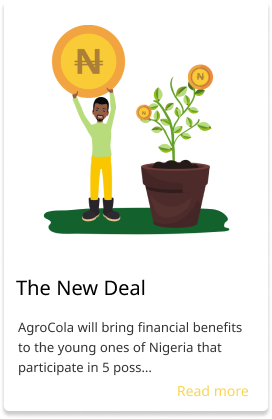 N
N
N
The New Deal
AgroCola will bring financial benefits
to the young ones of Nigeria that
participate in 5 poss...
Read more